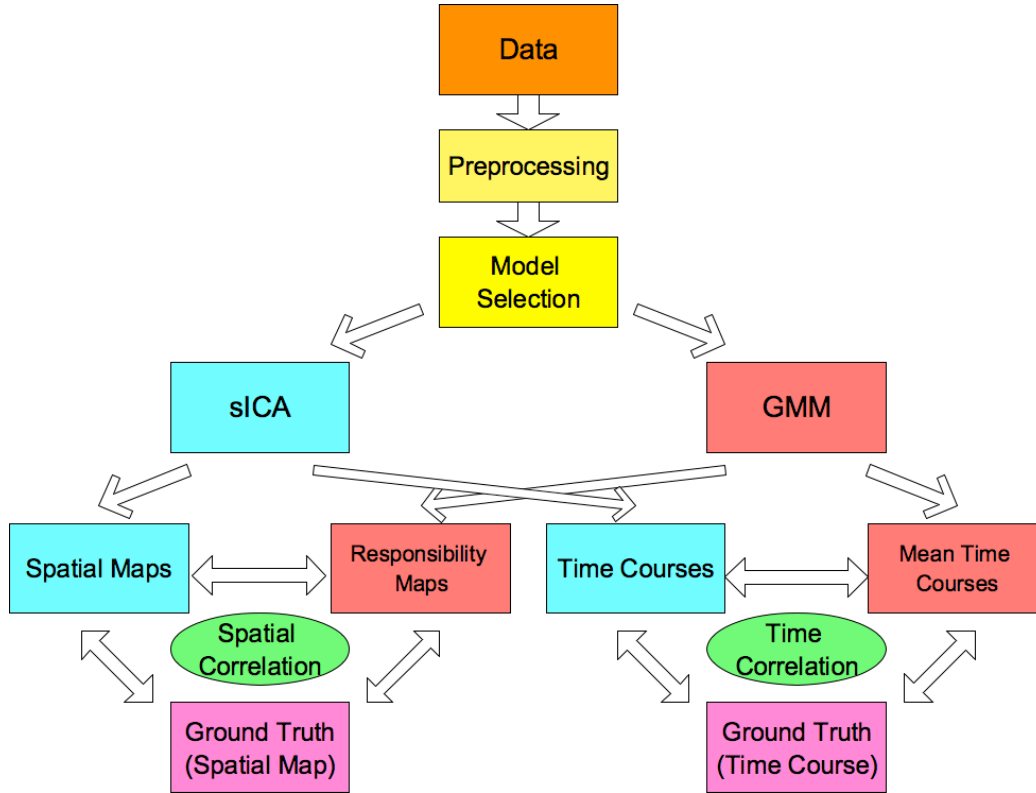 Data
Preprocessing
Model
Selection
sICA
GMM
Spatial Maps
Responsibility
Maps
Time Courses
Mean Time
Courses
Spatial
Correlation
Time
Correlation
Ground Truth
(Spatial Map)
Ground Truth
(Time Course)